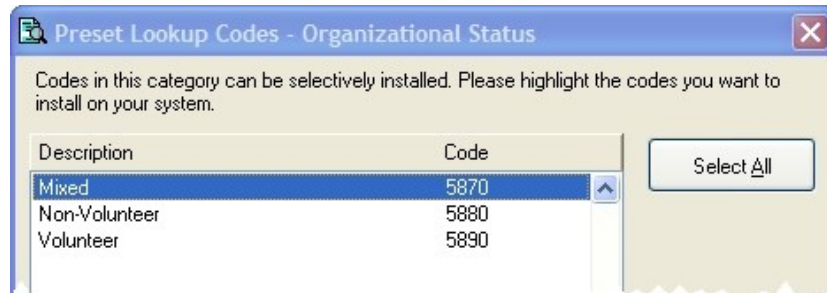 Preset Lookup Codes - Organizational Status
Codes in this category can be selectively installed. Please highlight the codes you want to
install on your system.
Description Code
Select All
Mixed 5870
Non-Volunteer 5880
Volunteer 5890